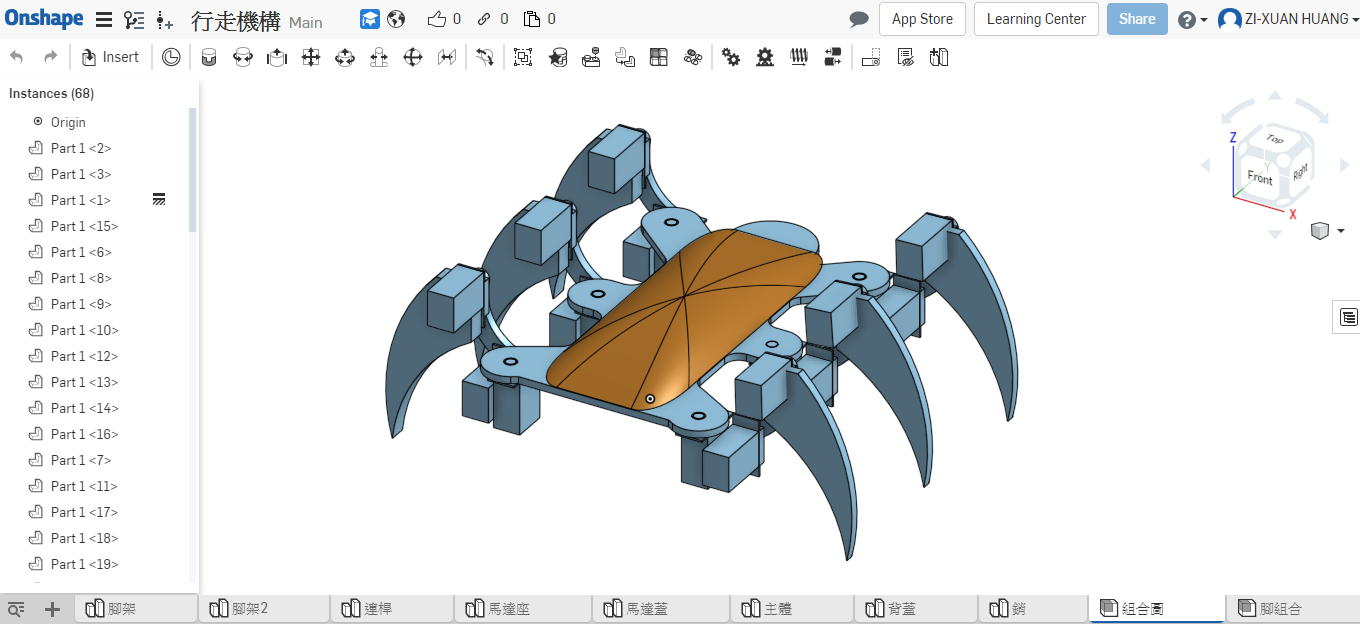 Onshape 行走機構 Main 0 0 0 App Store Learning Center Share ZI-XUAN HUANG
Insert
Instances (68)
Origin
Part 1 <2>
Part 1 <3>
Part 1 <1>
Part 1 <15>
Part 1 <6>
Part 1 <8>
Part 1 <9>
Part 1 <10>
Part 1 <12>
Part 1 <13>
Part 1 <14>
Part 1 <16>
Part 1 <7>
Part 1 <11>
Part 1 <17>
Part 1 <18>
Part 1 <19>
Z
Top
Y
Front
Right
X
腳架 腳架2 連桿 馬達座 馬達蓋 主體 背蓋 銷 組合圖 腳組合